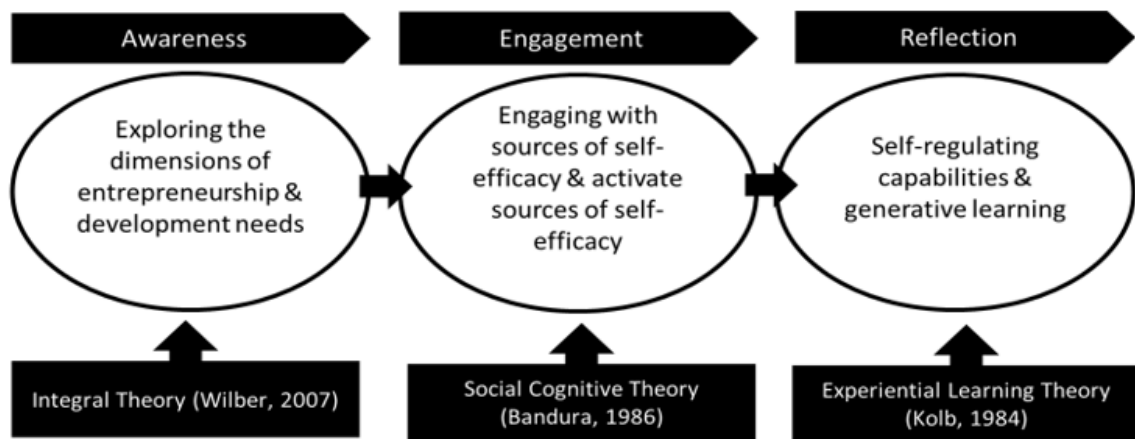 Awareness
Engagement
Reflection
Exploring the
dimensions of
entrepreneurship &
development needs
Engaging with
sources of self-
efficacy & activate
sources of self-
efficacy
Self-regulating
capabilities &
generative learning
Integral Theory (Wilber, 2007)
Social Cognitive Theory
(Bandura, 1986)
Experiential Learning Theory
(Kolb, 1984)